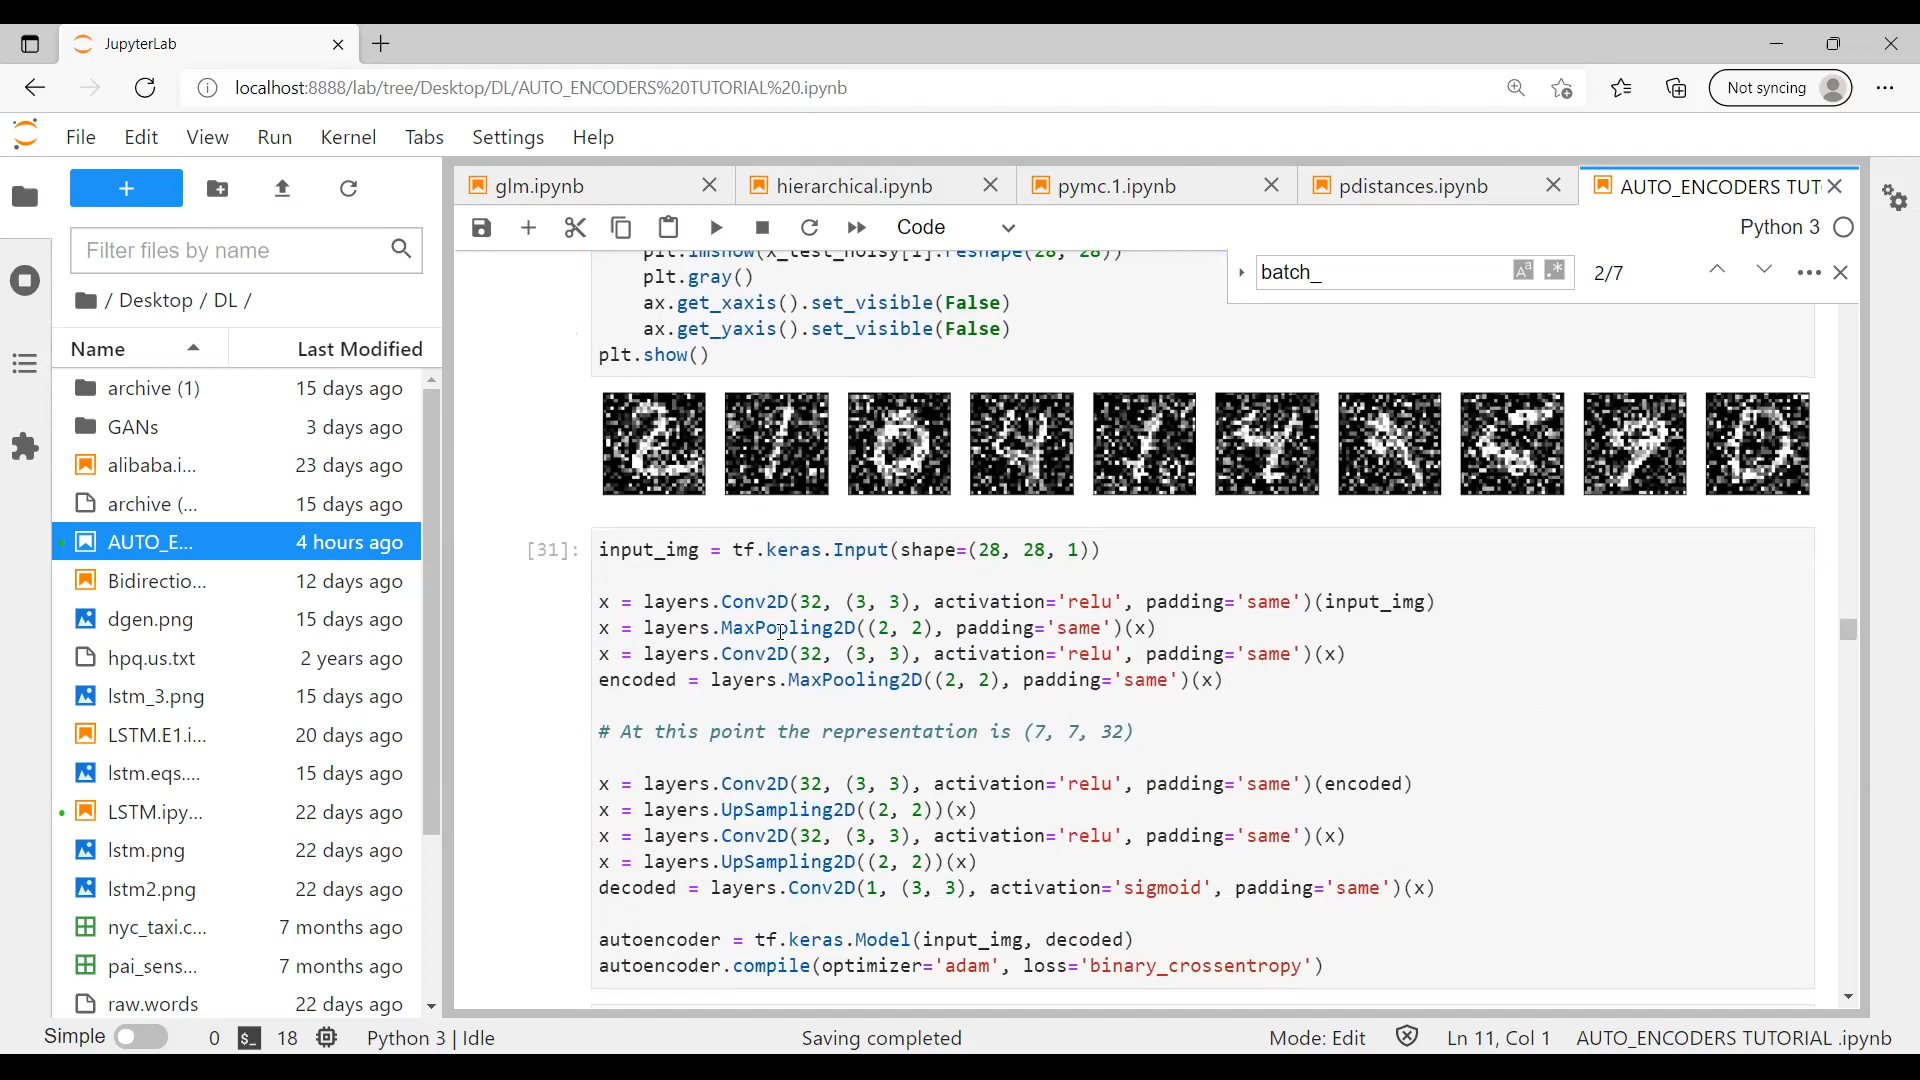 JupyterLab
localhost:8888/lab/tree/Desktop/DL/AUTO_ENCODERS%20TUTORIAL%20.ipynb
Not syncing
File Edit View Run Kernel Tabs Settings Help
glm.ipynb
hierarchical.ipynb
pymc.1.ipynb
pdistances.ipynb
AUTO_ENCODERS TUT
Code
Python 3
Filter files by name
/ Desktop / DL /
Name Last Modified
archive (1) 15 days ago
GANs 3 days ago
alibaba.i... 23 days ago
archive (... 15 days ago
AUTO_E... 4 hours ago
Bidirectio... 12 days ago
dgen.png 15 days ago
hpq.us.txt 2 years ago
lstm_3.png 15 days ago
LSTM.E1.i... 20 days ago
lstm.eqs.... 15 days ago
LSTM.ipy... 22 days ago
lstm.png 22 days ago
lstm2.png 22 days ago
nyc_taxi.c... 7 months ago
pai_sens... 7 months ago
raw.words 22 days ago
batch_
2/7
plt.imshow(x_test_noisy[i].reshape(28, 28))
plt.gray()
ax.get_xaxis().set_visible(False)
ax.get_yaxis().set_visible(False)
plt.show()
[31]:
input_img = tf.keras.Input(shape=(28, 28, 1))
x = layers.Conv2D(32, (3, 3), activation='relu', padding='same')(input_img)
x = layers.MaxPooling2D((2, 2), padding='same')(x)
x = layers.Conv2D(32, (3, 3), activation='relu', padding='same')(x)
encoded = layers.MaxPooling2D((2, 2), padding='same')(x)
# At this point the representation is (7, 7, 32)
x = layers.Conv2D(32, (3, 3), activation='relu', padding='same')(encoded)
x = layers.UpSampling2D((2, 2))(x)
x = layers.Conv2D(32, (3, 3), activation='relu', padding='same')(x)
x = layers.UpSampling2D((2, 2))(x)
decoded = layers.Conv2D(1, (3, 3), activation='sigmoid', padding='same')(x)
autoencoder = tf.keras.Model(input_img, decoded)
autoencoder.compile(optimizer='adam', loss='binary_crossentropy')
Simple 0 18 Python 3 | Idle Saving completed Mode: Edit Ln 11, Col 1 AUTO_ENCODERS TUTORIAL .ipynb